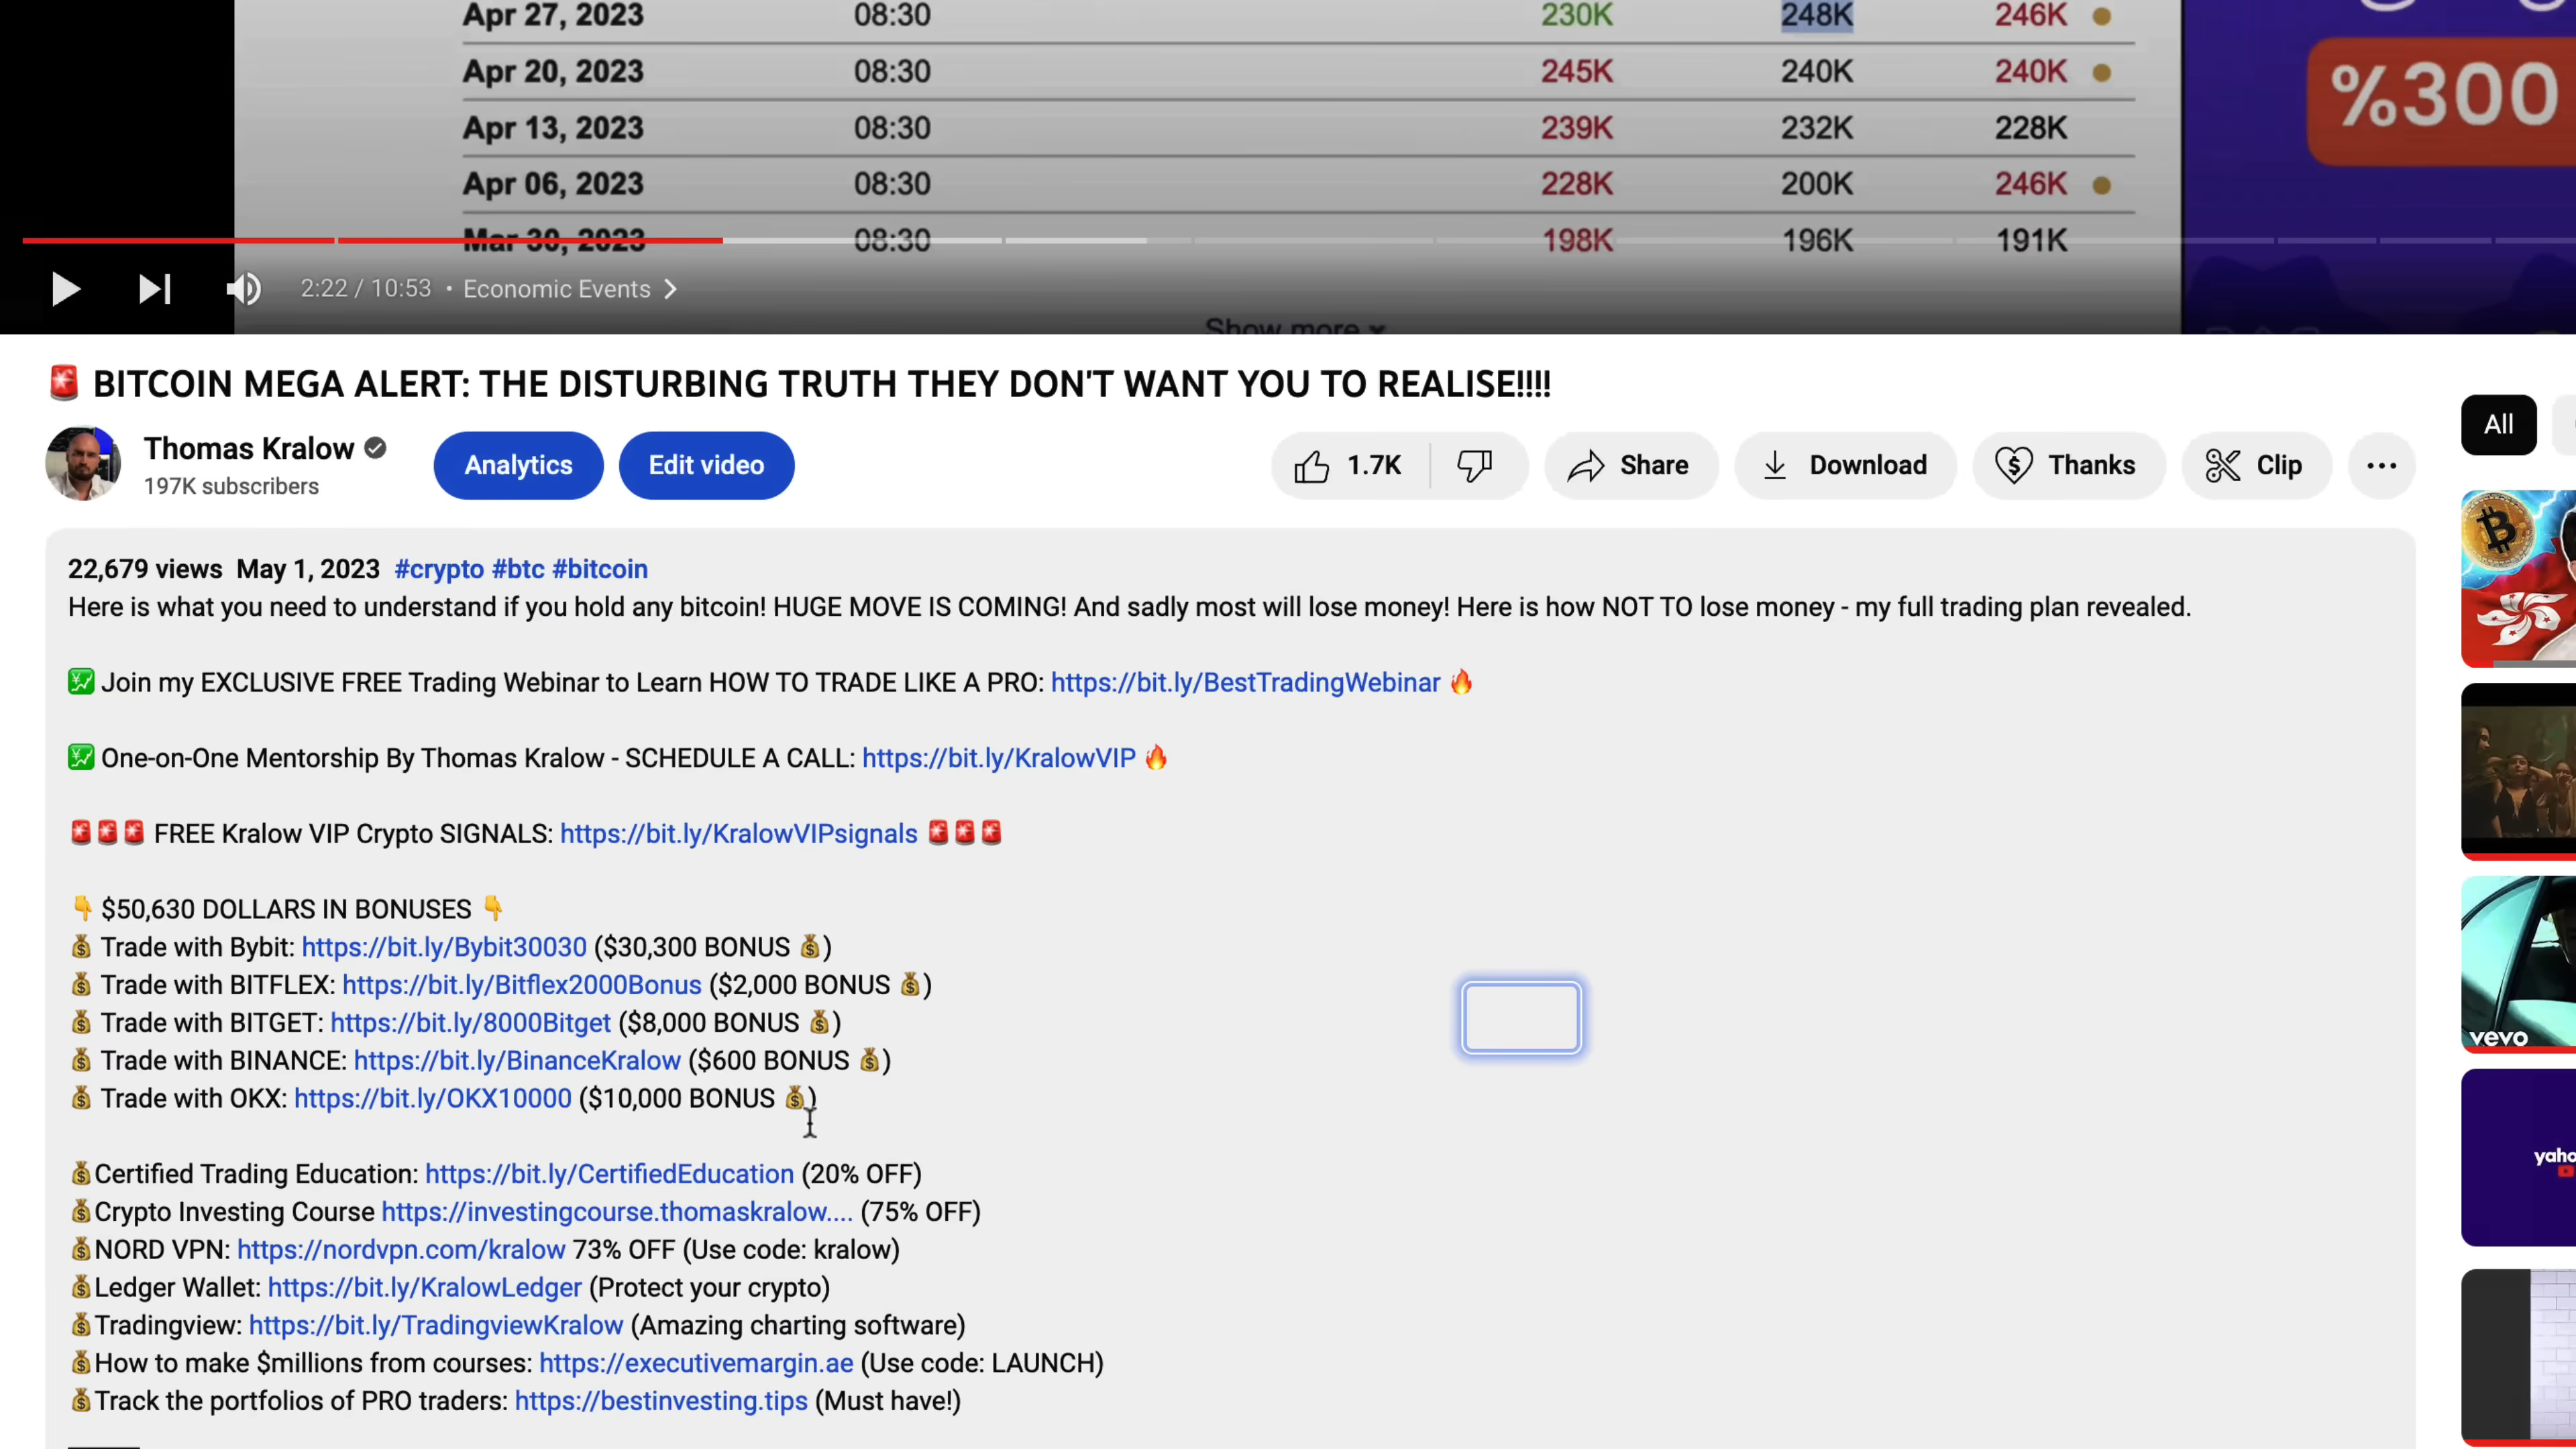 Apr 27, 2023 08:30 230K 248K 246K
Apr 20, 2023 08:30 245K 240K 240K
Apr 13, 2023 08:30 239K 232K 228K
Apr 06, 2023 08:30 228K 200K 246K
Mar 30, 2023 08:30 198K 196K 191K
%300
2:22 / 10:53 • Economic Events
Show more
🚨 BITCOIN MEGA ALERT: THE DISTURBING TRUTH THEY DON'T WANT YOU TO REALISE!!!!
Thomas Kralow
197K subscribers
Analytics
Edit video
1.7K
Share
Download
Thanks
Clip
All
22,679 views May 1, 2023 #crypto #btc #bitcoin
Here is what you need to understand if you hold any bitcoin! HUGE MOVE IS COMING! And sadly most will lose money! Here is how NOT TO lose money - my full trading plan revealed.
💹 Join my EXCLUSIVE FREE Trading Webinar to Learn HOW TO TRADE LIKE A PRO: https://bit.ly/BestTradingWebinar 🔥
💹 One-on-One Mentorship By Thomas Kralow - SCHEDULE A CALL: https://bit.ly/KralowVIP 🔥
🚨🚨🚨 FREE Kralow VIP Crypto SIGNALS: https://bit.ly/KralowVIPsignals 🚨🚨🚨
👇 $50,630 DOLLARS IN BONUSES 👇
💰 Trade with Bybit: https://bit.ly/Bybit30030 ($30,300 BONUS 💰)
💰 Trade with BITFLEX: https://bit.ly/Bitflex2000Bonus ($2,000 BONUS 💰)
💰 Trade with BITGET: https://bit.ly/8000Bitget ($8,000 BONUS 💰)
💰 Trade with BINANCE: https://bit.ly/BinanceKralow ($600 BONUS 💰)
💰 Trade with OKX: https://bit.ly/OKX10000 ($10,000 BONUS 💰)
💰Certified Trading Education: https://bit.ly/CertifiedEducation (20% OFF)
💰Crypto Investing Course https://investingcourse.thomaskralow.... (75% OFF)
💰NORD VPN: https://nordvpn.com/kralow 73% OFF (Use code: kralow)
💰Ledger Wallet: https://bit.ly/KralowLedger (Protect your crypto)
💰Tradingview: https://bit.ly/TradingviewKralow (Amazing charting software)
💰How to make $millions from courses: https://executivemargin.ae (Use code: LAUNCH)
💰Track the portfolios of PRO traders: https://bestinvesting.tips (Must have!)
vevo
yaho